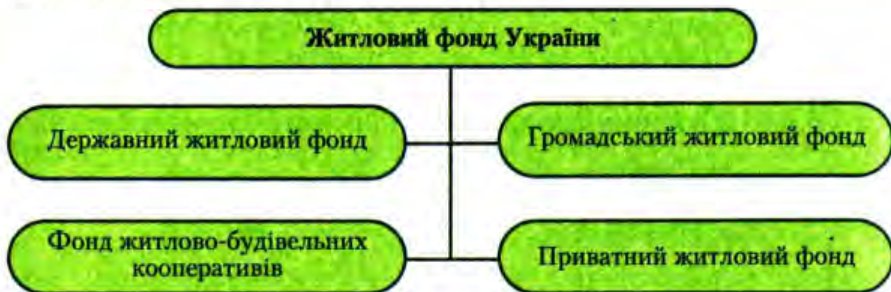 Житловий фонд України
Державний житловий фонд
Громадський житловий фонд
Фонд житлово-будівельних
кооперативів
Приватний житловий фонд